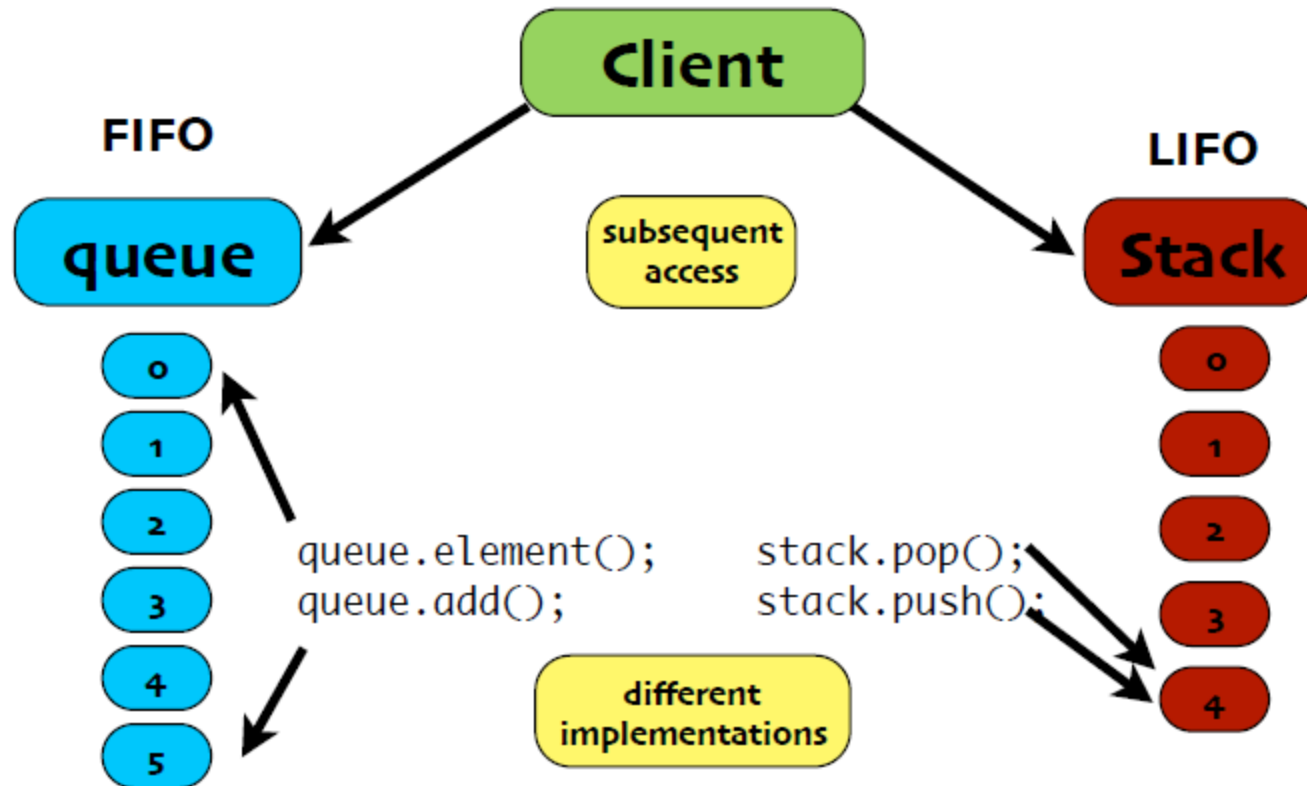 Client
FIFO
LIFO
queue
subsequent
access
Stack
0
1
2
3
4
5
queue.element();
queue.add();
stack.pop();
stack.push();
different
implementations
0
1
2
3
4